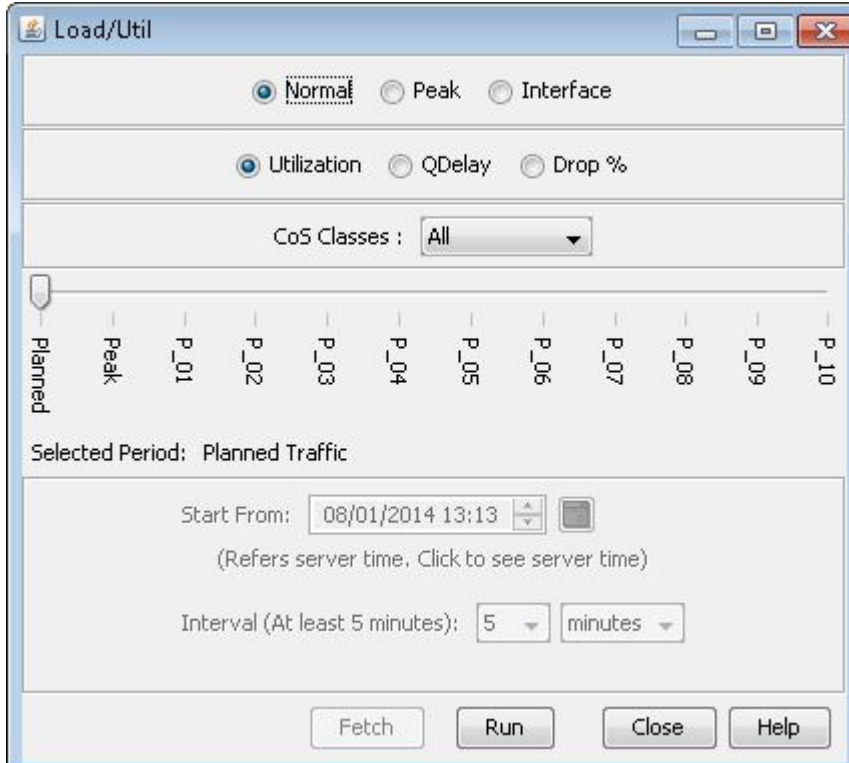 Load/Util
Normal Peak Interface
Utilization QDelay Drop %
CoS Classes : All
Planned Peak P_01 P_02 P_03 P_04 P_05 P_06 P_07 P_08 P_09 P_10
Selected Period: Planned Traffic
Start From: 08/01/2014 13:13
(Refers server time. Click to see server time)
Interval (At least 5 minutes): 5 minutes
Fetch Run Close Help